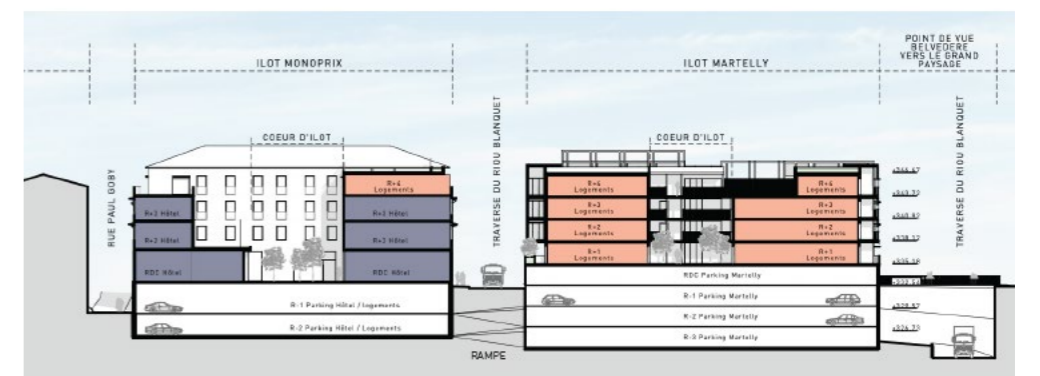 POINT DE VUE
BELVEDERE
VERS LE GRAND
PAYSAGE
ILOT MONOPRIX
ILOT MARTELLY
COEUR D'ILOT
COEUR D'ILOT
RUE PAUL GOBY
TRAVERSE DU RIOU BLANQUET
TRAVERSE DU RIOU BLANQUET
R+4
Logements
R+3 Hôtel
R+3 Hôtel
R+2 Hôtel
R+2 Hôtel
RDC Hôtel
RDC Hôtel
R-1 Parking Hôtel / logements
R-2 Parking Hôtel / Logements
RAMPE
R+4
Logements
R+4
Logements
R+3
Logements
R+3
Logements
R+2
Logements
R+2
Logements
R+1
Logements
R+1
Logements
RDC Parking Martelly
R-1 Parking Martelly
R-2 Parking Martelly
R-3 Parking Martelly